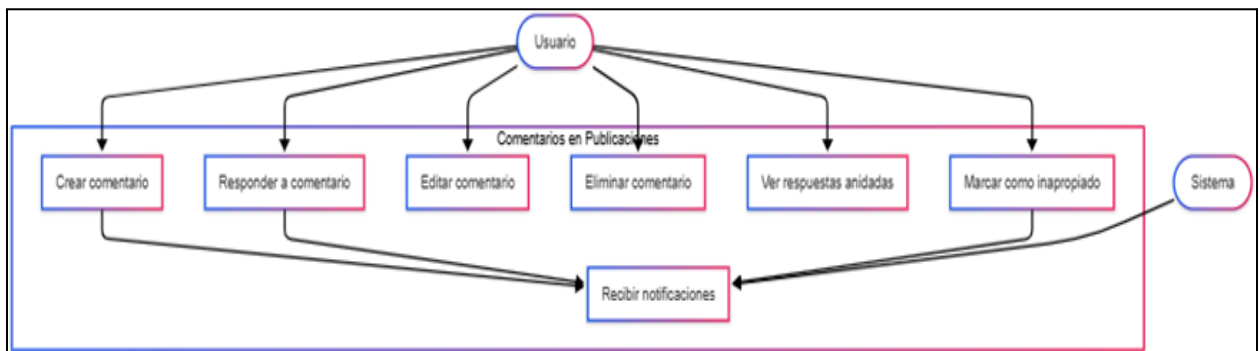 Usuario
Comentarios en Publicaciones
Crear comentario
Responder a comentario
Editar comentario
Eliminar comentario
Ver respuestas anidadas
Marcar como inapropiado
Sistema
Recibir notificaciones